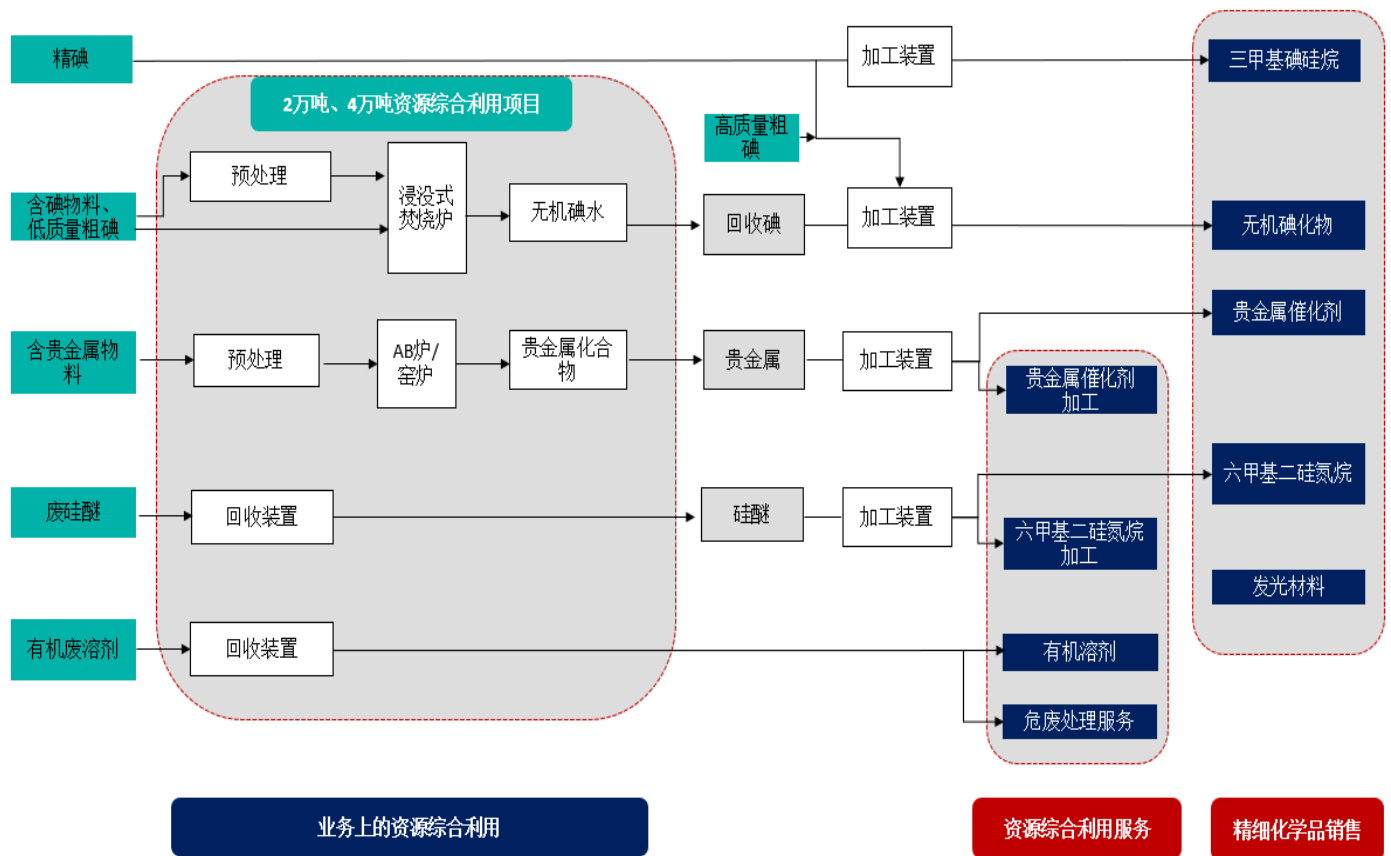 精碘
加工装置
三甲基碘硅烷
2万吨、4万吨资源综合利用项目
高质量粗
碘
含碘物料、
低质量粗碘
预处理
浸没式
焚烧炉
无机碘水
回收碘
加工装置
无机碘化物
含贵金属物
料
预处理
AB炉/
窑炉
贵金属化合
物
贵金属
加工装置
贵金属催化剂
贵金属催化剂
加工
废硅醚
回收装置
硅醚
加工装置
六甲基二硅氮烷
六甲基二硅氮烷
加工
发光材料
有机废溶剂
回收装置
有机溶剂
危废处理服务
业务上的资源综合利用
资源综合利用服务
精细化学品销售